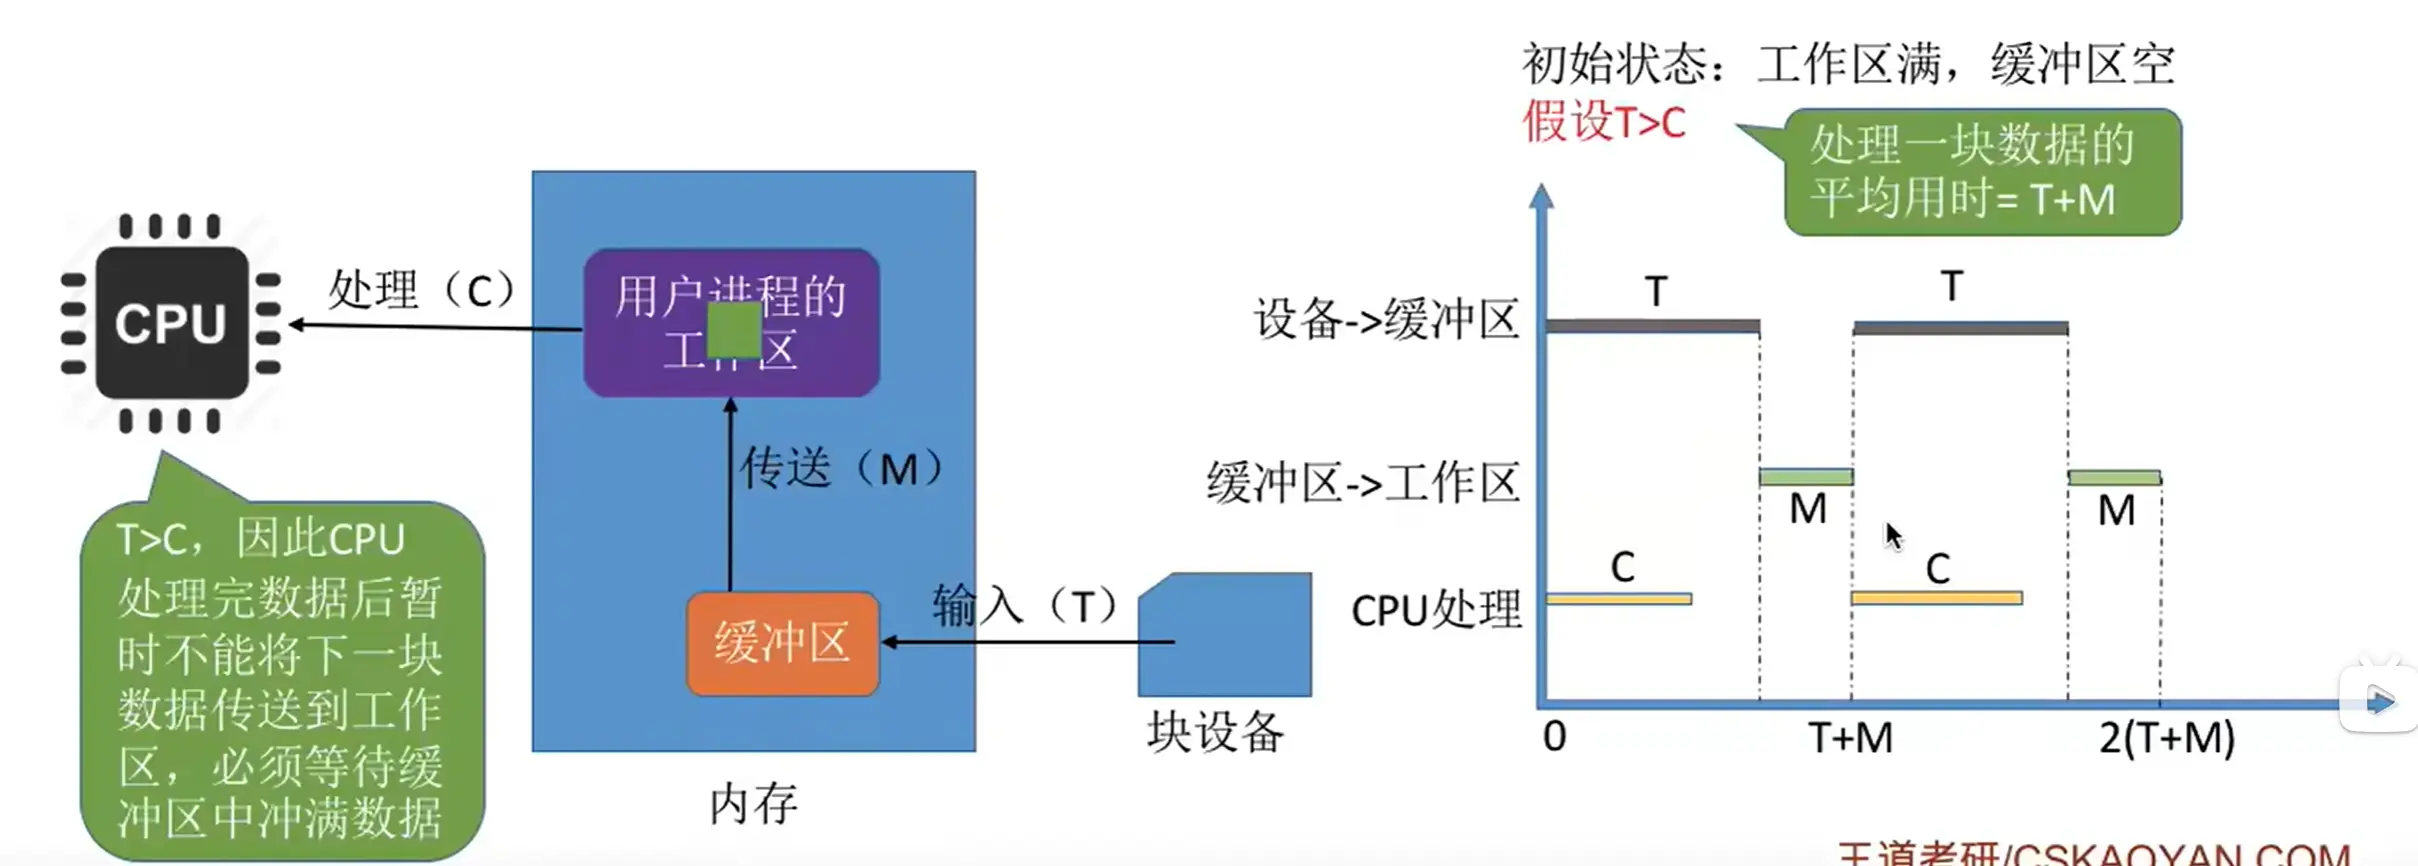 初始状态：工作区满，缓冲区空
假设T>C
处理一块数据的
平均用时= T+M
CPU
处理（C）
用户进程的
工作区
传送（M）
缓冲区
输入（T）
块设备
内存
T>C，因此CPU
处理完数据后暂
时不能将下一块
数据传送到工作
区，必须等待缓
冲区中冲满数据
设备->缓冲区
T
T
缓冲区->工作区
M
M
CPU处理
C
C
0
T+M
2(T+M)
王道考研/CSKAOYAN.COM